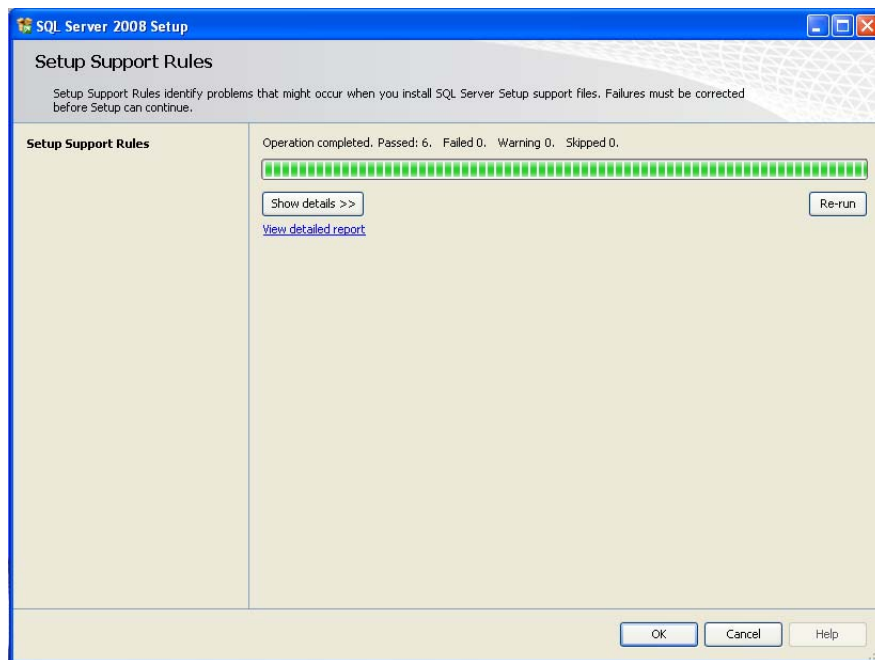 SQL Server 2008 Setup
Setup Support Rules
Setup Support Rules identify problems that might occur when you install SQL Server Setup support files. Failures must be corrected
before Setup can continue.
Setup Support Rules
Operation completed. Passed: 6. Failed 0. Warning 0. Skipped 0.
Show details >>
Re-run
View detailed report
OK
Cancel
Help